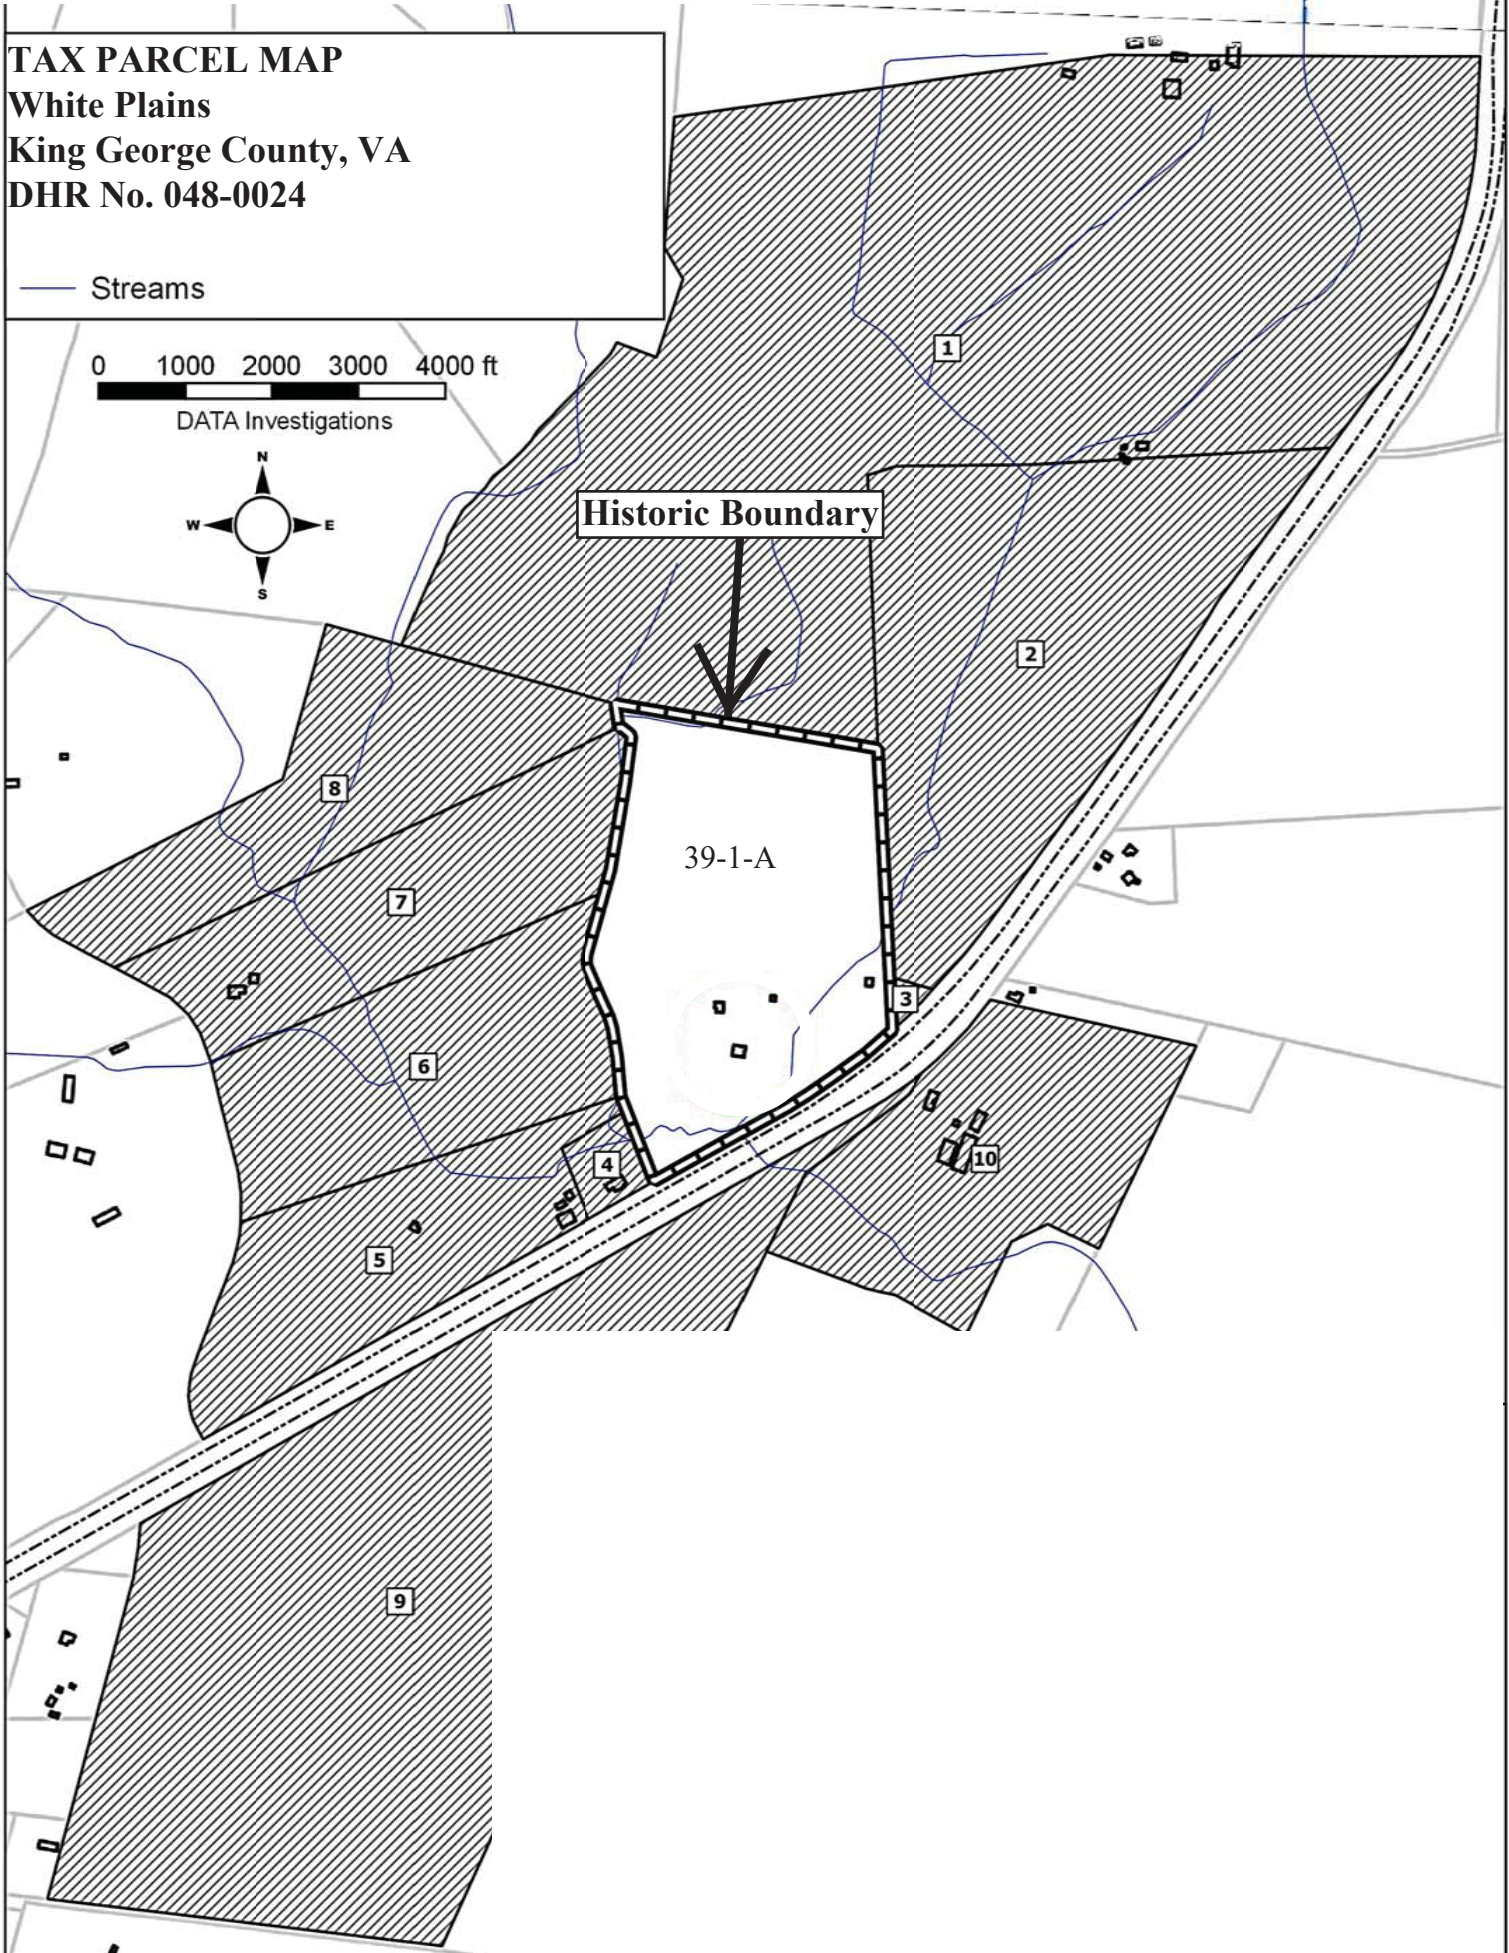 TAX PARCEL MAP
White Plains
King George County, VA
DHR No. 048-0024
Streams
0 1000 2000 3000 4000 ft
DATA Investigations
N
W E
S
1
Historic Boundary
2
8
39-1-A
7
3
6
10
4
5
9